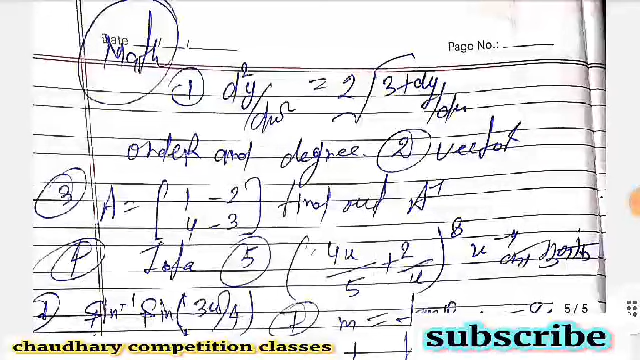 Math
Date
Page No.:
① d²y/dx² = 2√3+dy/dx
order and degree ② vector
③ A = [1 -2 4 -3] find out A⁻¹
④ ⑤ (4x/5 + 2/x)⁸ x⁻⁴
Sin⁻¹ Sin(3π/4) m =
5/5
chaudhary competition classes
subscribe